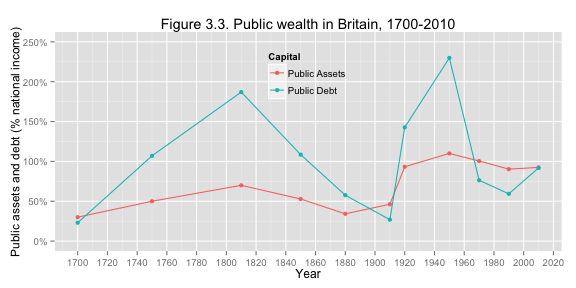 Figure 3.3. Public wealth in Britain, 1700-2010
Public assets and debt (% national income)
250%
200%
150%
100%
50%
0%
Capital
Public Assets
Public Debt
1700 1720 1740 1760 1780 1800 1820 1840 1860 1880 1900 1910 1920 1940 1960 1980 2000 2020
Year